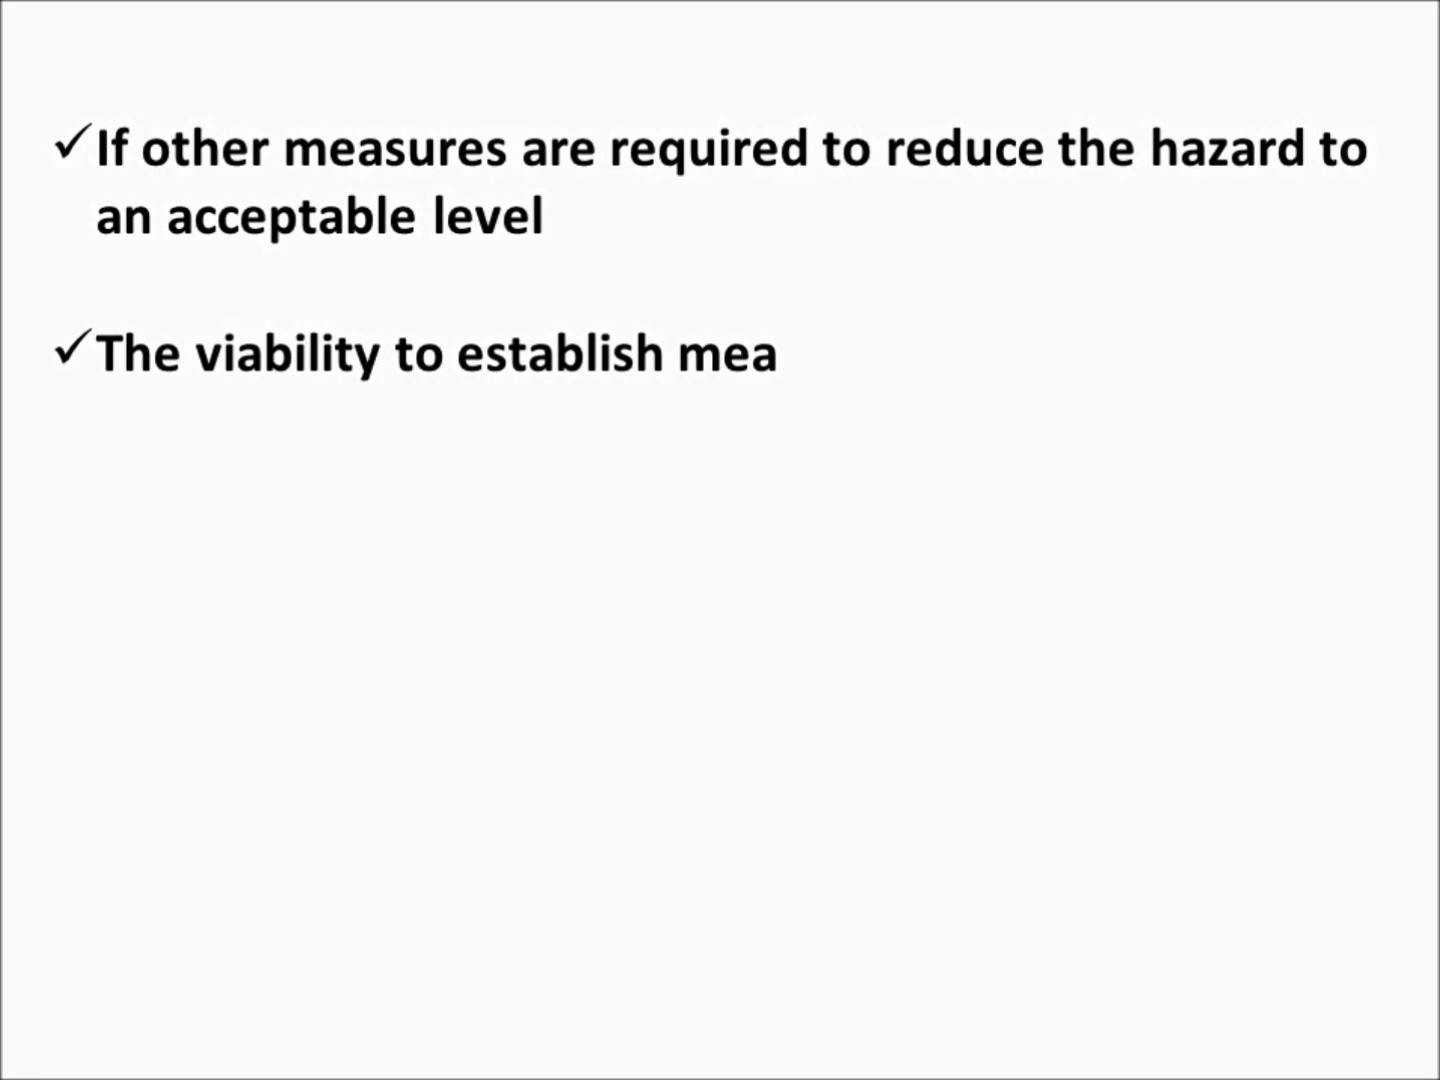 ✓If other measures are required to reduce the hazard to
an acceptable level
✓The viability to establish mea